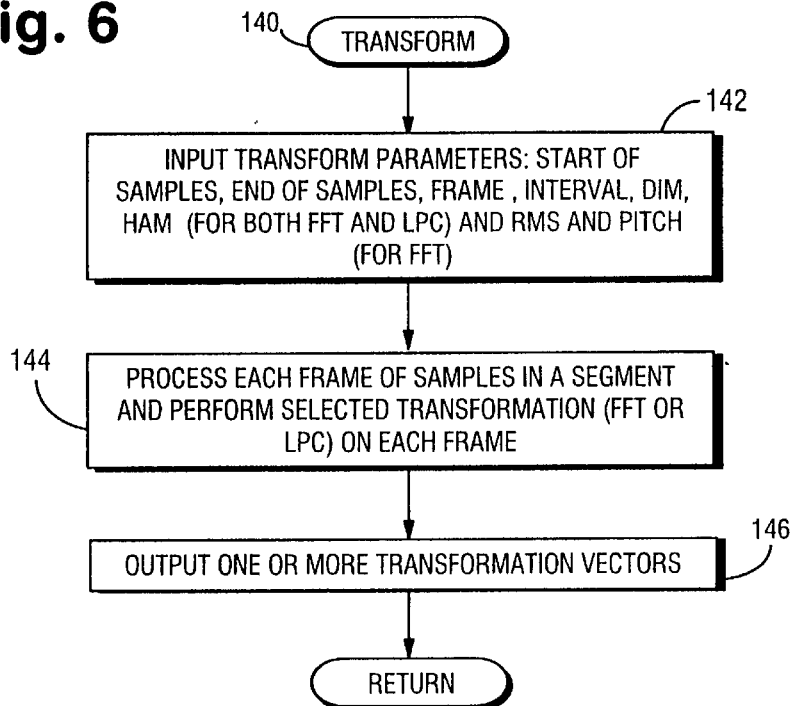 ig. 6
140
TRANSFORM
142
INPUT TRANSFORM PARAMETERS: START OF
SAMPLES, END OF SAMPLES, FRAME , INTERVAL, DIM,
HAM (FOR BOTH FFT AND LPC) AND RMS AND PITCH
(FOR FFT)
144
PROCESS EACH FRAME OF SAMPLES IN A SEGMENT
AND PERFORM SELECTED TRANSFORMATION (FFT OR
LPC) ON EACH FRAME
146
OUTPUT ONE OR MORE TRANSFORMATION VECTORS
RETURN